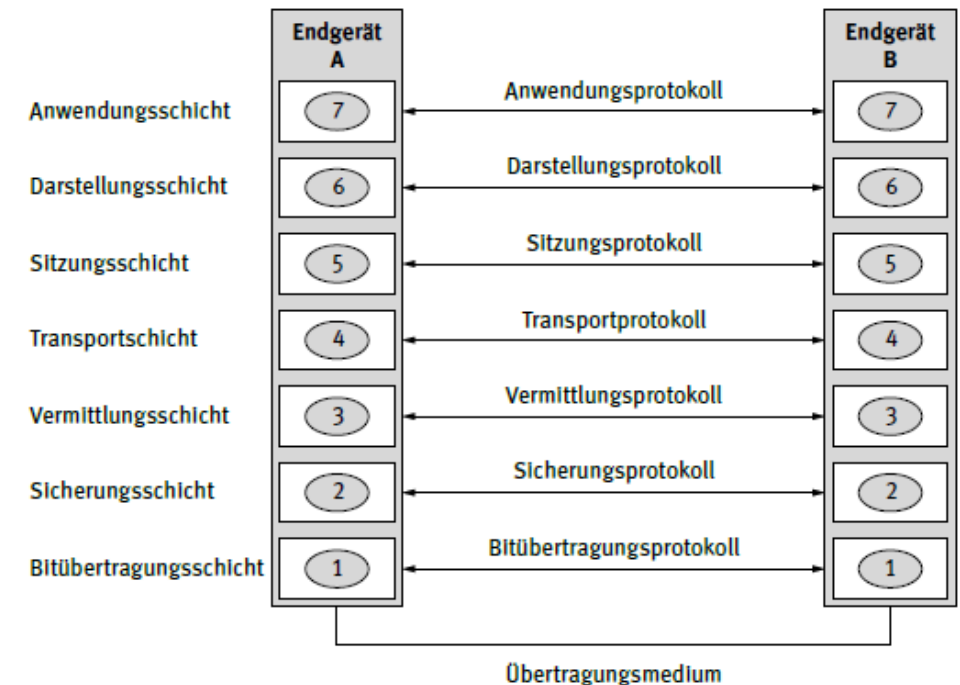 Endgerät
A
Endgerät
B
Anwendungsschicht 7 Anwendungsprotokoll 7
Darstellungsschicht 6 Darstellungsprotokoll 6
Sitzungsschicht 5 Sitzungsprotokoll 5
Transportschicht 4 Transportprotokoll 4
Vermittlungsschicht 3 Vermittlungsprotokoll 3
Sicherungsschicht 2 Sicherungsprotokoll 2
Bitübertragungsschicht 1 Bitübertragungsprotokoll 1
Übertragungsmedium